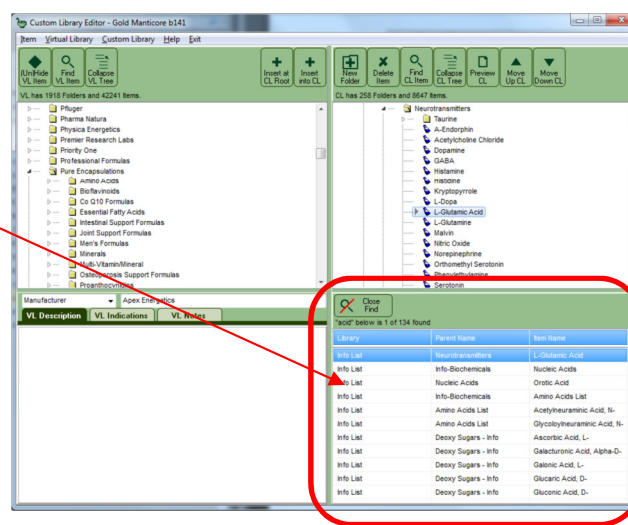 Custom Library Editor - Gold Manticore b141
Item Virtual Library Custom Library Help Exit
(Un)Hide VL Item
Find VL Item
Collapse VL Tree
Insert at CL Root
Insert into CL
VL has 1918 Folders and 42241 Items.
Pfluger
Pharma Natura
Physica Energetics
Premier Research Labs
Priority One
Professional Formulas
Pure Encapsulations
Amino Acids
Bioflavinoids
Co Q10 Formulas
Essential Fatty Acids
Intestinal Support Formulas
Joint Support Formulas
Men's Formulas
Minerals
Multi-Vitamin/Mineral
Osteoporosis Support Formulas
Proanthocynidins
Manufacturer Apex Energetics
VL Description VL Indications VL Notes
New Folder
Delete Item
Find CL Item
Collapse CL Tree
Preview CL
Move Up CL
Move Down CL
CL has 258 Folders and 8647 Items.
Neurotransmitters
Taurine
A-Endorphin
Acetylcholine Chloride
Dopamine
GABA
Histamine
Histidine
Kryptopyrrole
L-Dopa
L-Glutamic Acid
L-Glutamine
Malvin
Nitric Oxide
Norepinephrine
Orthomethyl Serotonin
Phenylethylamine
Serotonin
Close Find
"acid" below is 1 of 134 found
Library Parent Name Item Name
Info List Neurotransmitters L-Glutamic Acid
Info List Info-Biochemicals Nucleic Acids
Info List Nucleic Acids Orotic Acid
Info List Info-Biochemicals Amino Acids List
Info List Amino Acids List Acetylneuraminic Acid, N-
Info List Amino Acids List Glycoloylneuraminic Acid, N-
Info List Deoxy Sugars - Info Ascorbic Acid, L-
Info List Deoxy Sugars - Info Galacturonic Acid, Alpha-D-
Info List Deoxy Sugars - Info Galonic Acid, L-
Info List Deoxy Sugars - Info Glucaric Acid, D-
Info List Deoxy Sugars - Info Gluconic Acid, D-